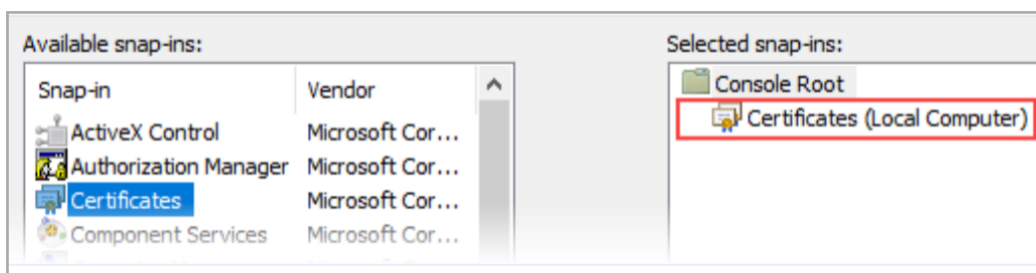 Available snap-ins:
Selected snap-ins:
Snap-in Vendor
Console Root
ActiveX Control Microsoft Cor...
Certificates (Local Computer)
Authorization Manager Microsoft Cor...
Certificates Microsoft Cor...
Component Services Microsoft Cor...